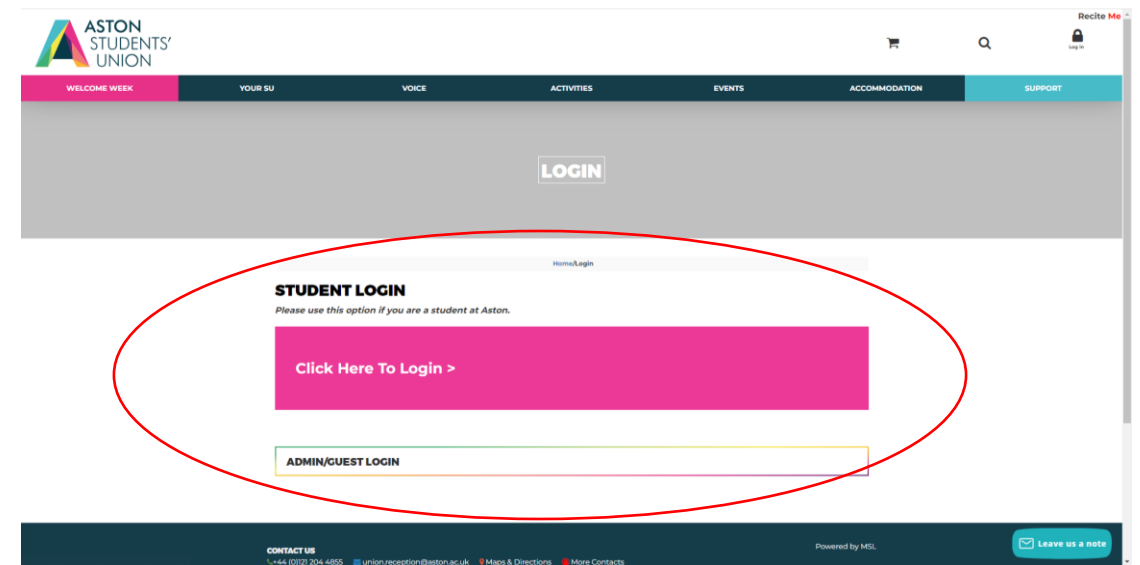 Recite Me
ASTON
STUDENTS'
UNION
Log in
WELCOME WEEK YOUR SU VOICE ACTIVITIES EVENTS ACCOMMODATION SUPPORT
LOGIN
Home/Login
STUDENT LOGIN
Please use this option if you are a student at Aston.
Click Here To Login >
ADMIN/GUEST LOGIN
CONTACT US
Powered by MSL
Leave us a note
+44 (0)121 204 4855 union.reception@aston.ac.uk Maps & Directions More Contacts